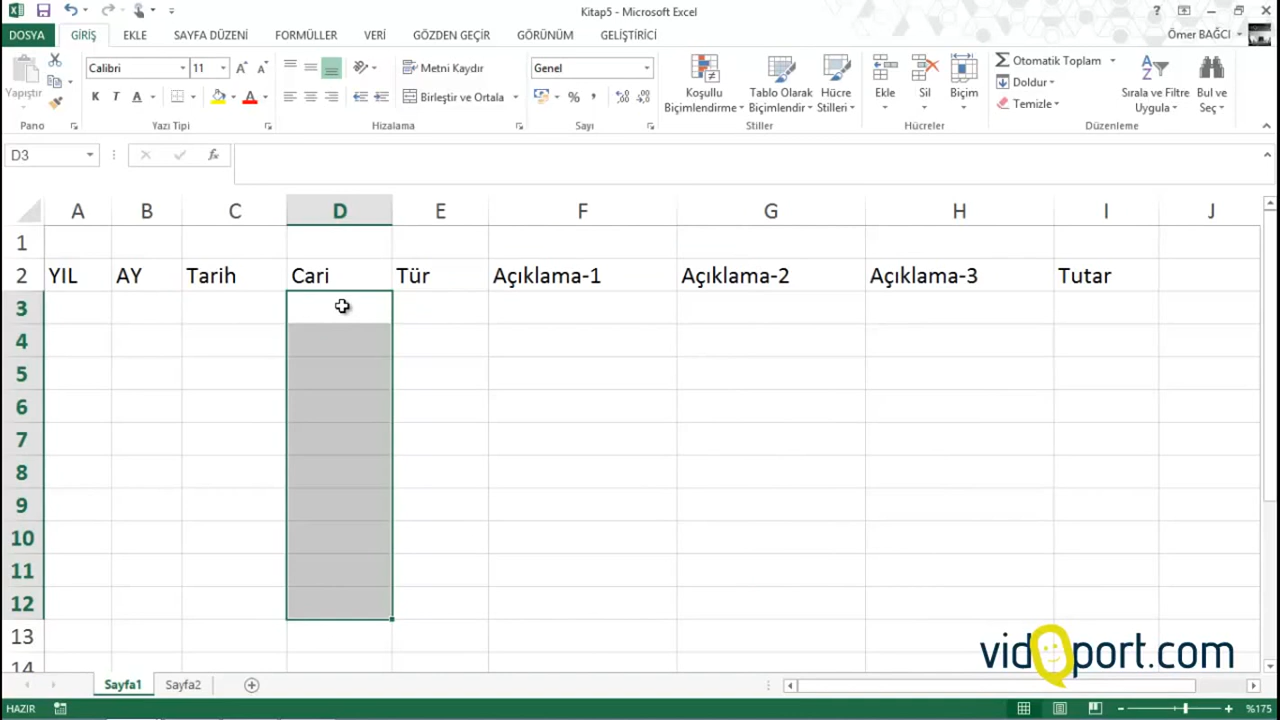 Kitap5 - Microsoft Excel
DOSYA GİRİŞ EKLE SAYFA DÜZENİ FORMÜLLER VERİ GÖZDEN GEÇİR GÖRÜNÜM GELİŞTİRİCİ Ömer BAĞCI
Yapıştır
Calibri 11
K T A
Metni Kaydır
Birleştir ve Ortala
Genel
Koşullu Biçimlendirme
Tablo Olarak Biçimlendir
Hücre Stilleri
Ekle
Sil
Biçim
Otomatik Toplam
Doldur
Temizle
Sırala ve Filtre Uygula
Bul ve Seç
Pano Yazı Tipi Hizalama Sayı Stiller Hücreler Düzenleme
D3 fx
A B C D E F G H I J
1
2 YIL AY Tarih Cari Tür Açıklama-1 Açıklama-2 Açıklama-3 Tutar
3
4
5
6
7
8
9
10
11
12
13
14
vidoport.com
Sayfa1 Sayfa2
HAZIR %175